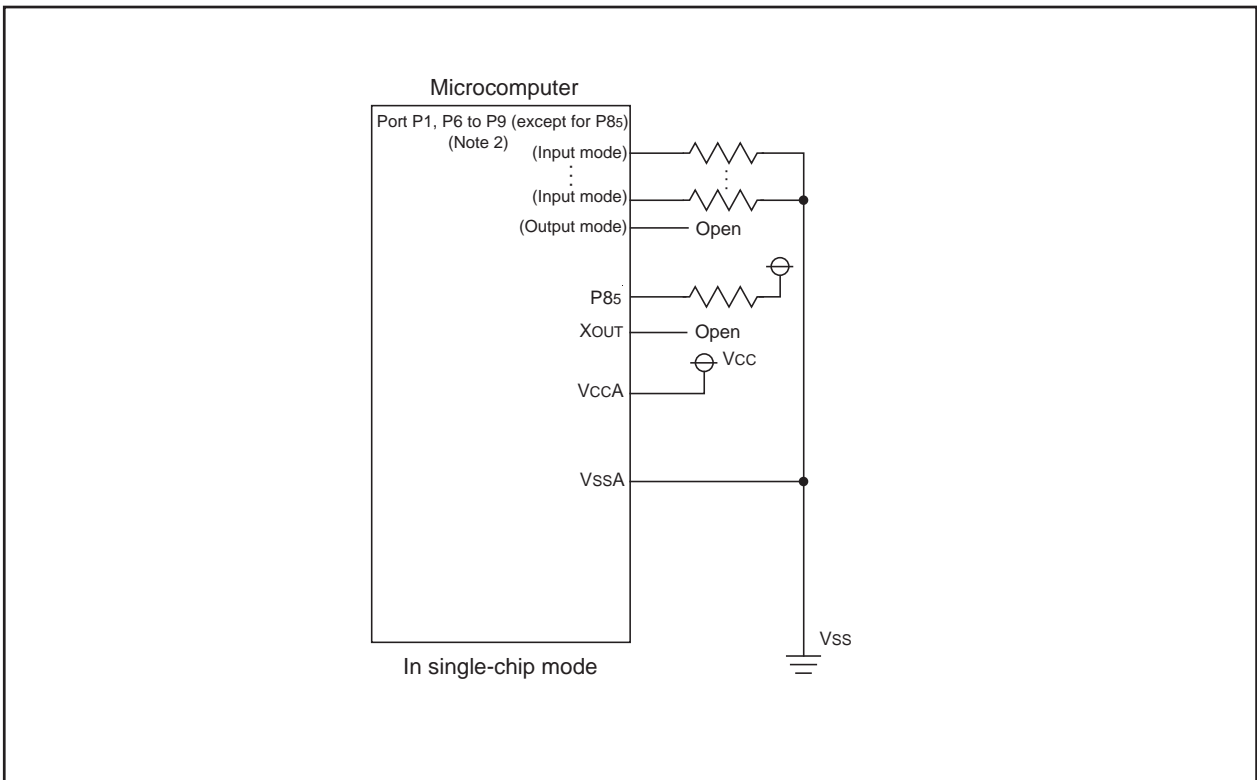 Microcomputer
Port P1, P6 to P9 (except for P85)
(Note 2)
(Input mode)
(Input mode)
(Output mode)
Open
P85
XOUT
Open
VCC
VCCA
VSSA
VSS
In single-chip mode